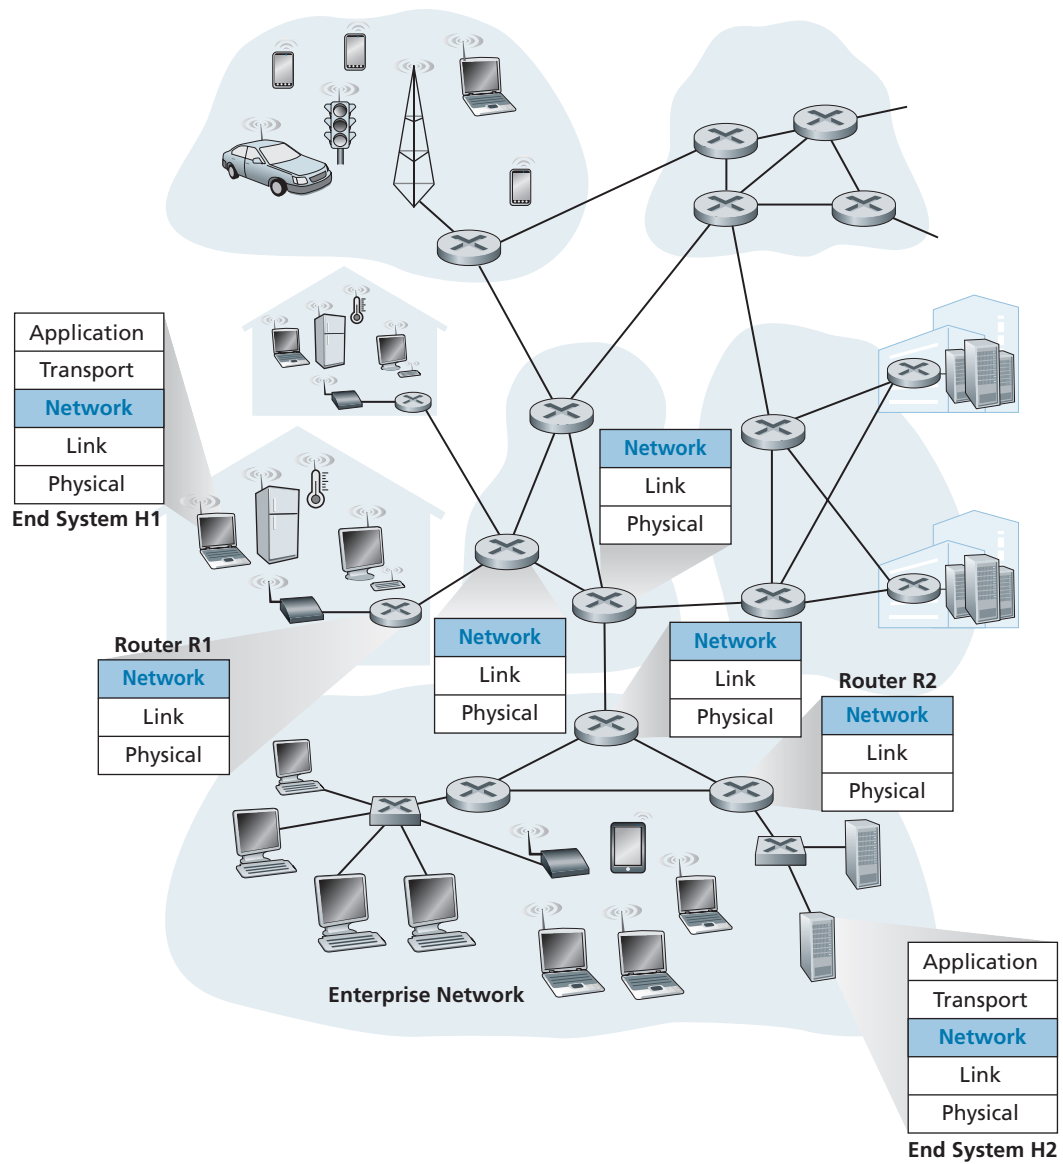 Application
Transport
Network
Link
Physical
End System H1
Network
Link
Physical
Router R1
Network
Link
Physical
Network
Link
Physical
Network
Link
Physical
Router R2
Network
Link
Physical
Enterprise Network
Application
Transport
Network
Link
Physical
End System H2